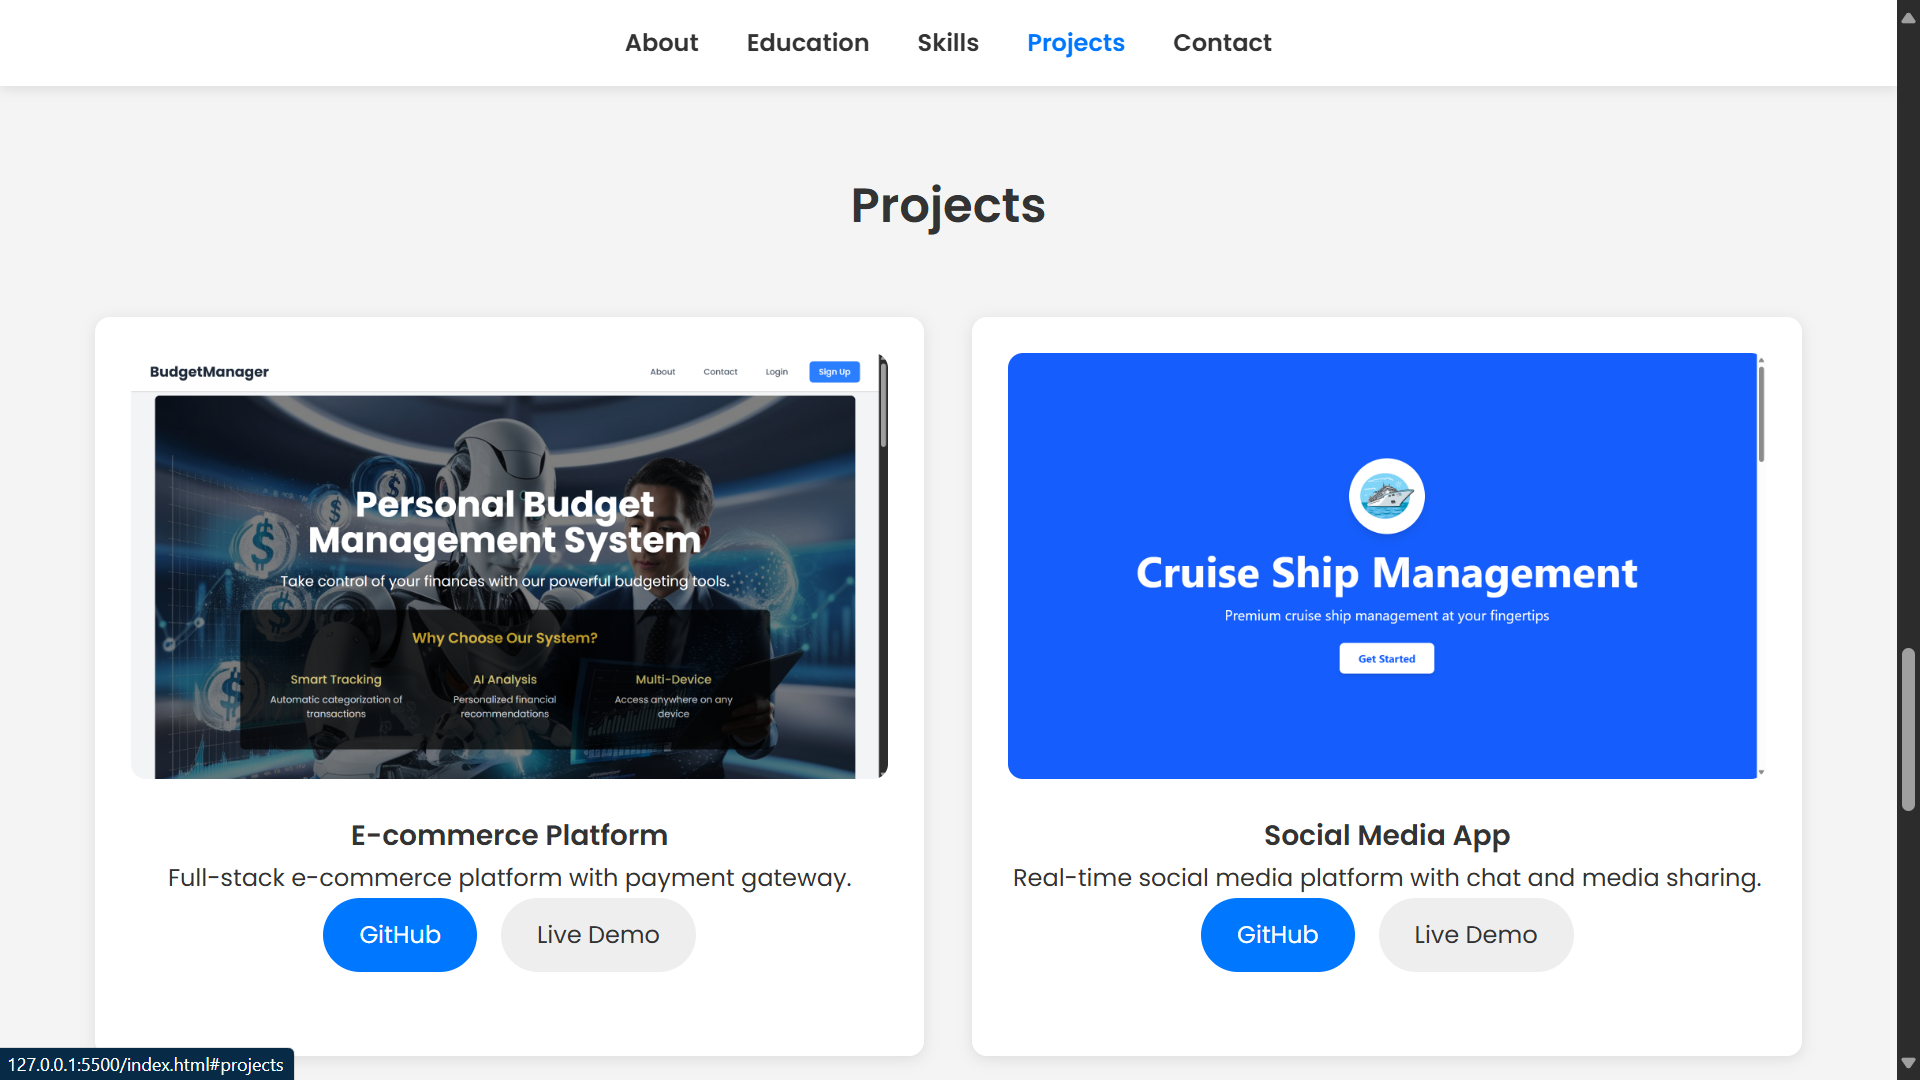 About Education Skills Projects Contact
Projects
BudgetManager About Contact Login Sign Up
Personal Budget
Management System
Take control of your finances with our powerful budgeting tools.
Why Choose Our System?
Smart Tracking
Automatic categorization of
transactions
AI Analysis
Personalized financial
recommendations
Multi-Device
Access anywhere on any
device
E-commerce Platform
Full-stack e-commerce platform with payment gateway.
GitHub Live Demo
Cruise Ship Management
Premium cruise ship management at your fingertips
Get Started
Social Media App
Real-time social media platform with chat and media sharing.
GitHub Live Demo
127.0.0.1:5500/index.html#projects